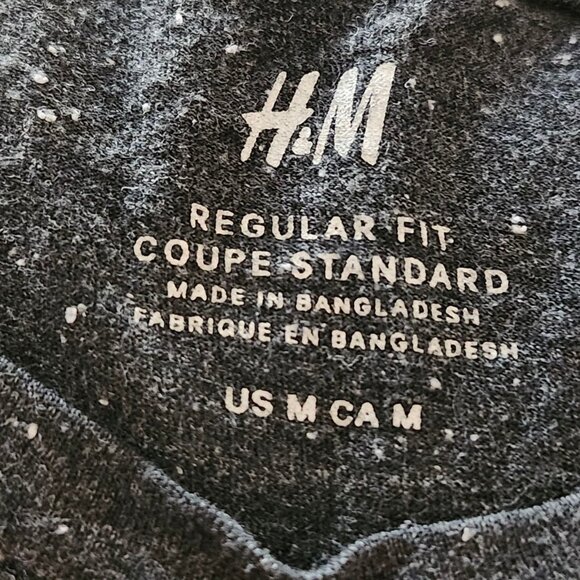 H&M
REGULAR FIT
COUPE STANDARD
MADE IN BANGLADESH
FABRIQUE EN BANGLADESH
US M CA M